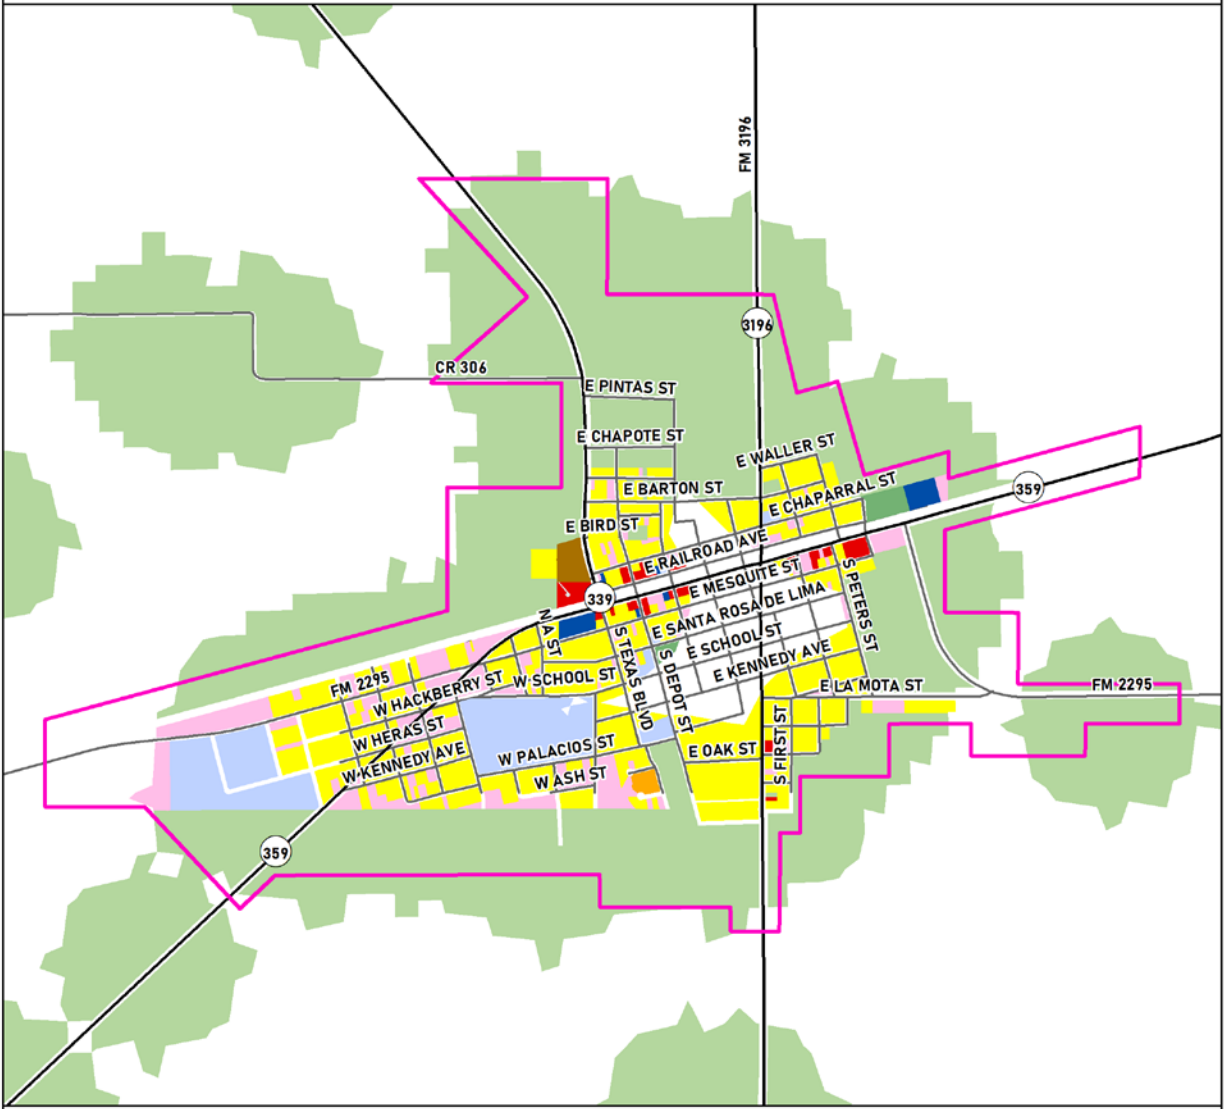 FM 3196
3196
CR 306
E PINTAS ST
E CHAPOTE ST
E WALLER ST
E BARTON ST
E CHAPARRAL ST
359
E BIRD ST
E RAILROAD AVE
E MESQUITE ST
339
S PETERS ST
N A ST
E SANTA ROSA DE LIMA
S TEXAS BLVD
E SCHOOL ST
S DEPOT ST
E KENNEDY AVE
W SCHOOL ST
FM 2295
W HACKBERRY ST
E LA MOTA ST
FM 2295
W HERAS ST
S FIRST ST
W PALACIOS ST
E OAK ST
W KENNEDY AVE
W ASH ST
359